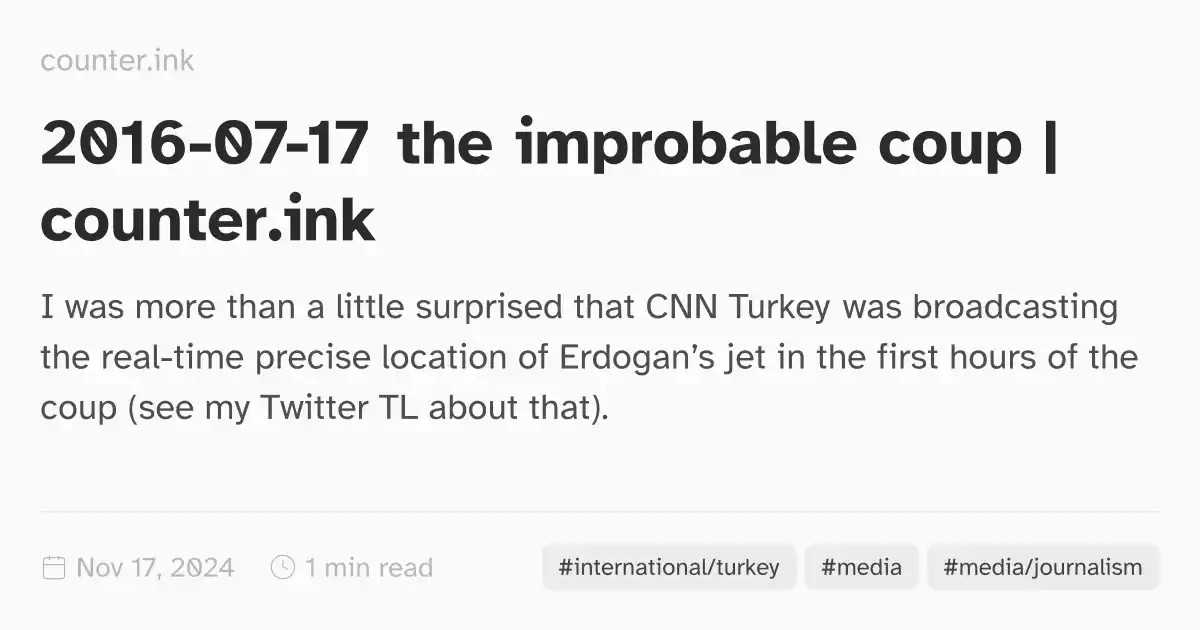 counter.ink
2016-07-17 the improbable coup |
counter.ink
I was more than a little surprised that CNN Turkey was broadcasting
the real-time precise location of Erdogan’s jet in the first hours of the
coup (see my Twitter TL about that).
Nov 17, 2024 1 min read #international/turkey #media #media/journalism